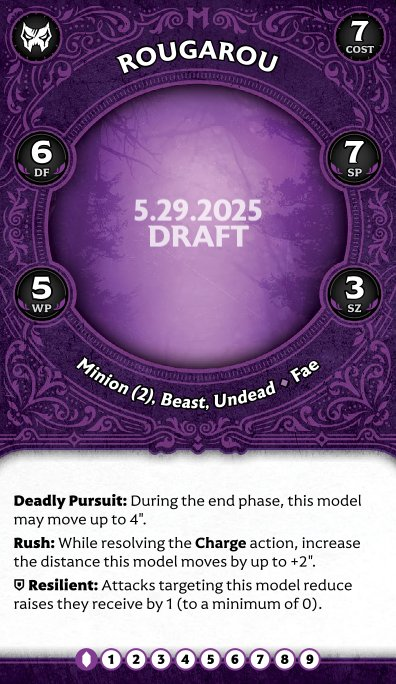 7
COST
ROUGAROU
6
DF
7
SP
5.29.2025
DRAFT
5
WP
3
SZ
Minion (2), Beast, Undead ♦ Fae
Deadly Pursuit: During the end phase, this model
may move up to 4".
Rush: While resolving the Charge action, increase
the distance this model moves by up to +2".
Resilient: Attacks targeting this model reduce
raises they receive by 1 (to a minimum of 0).
1 2 3 4 5 6 7 8 9